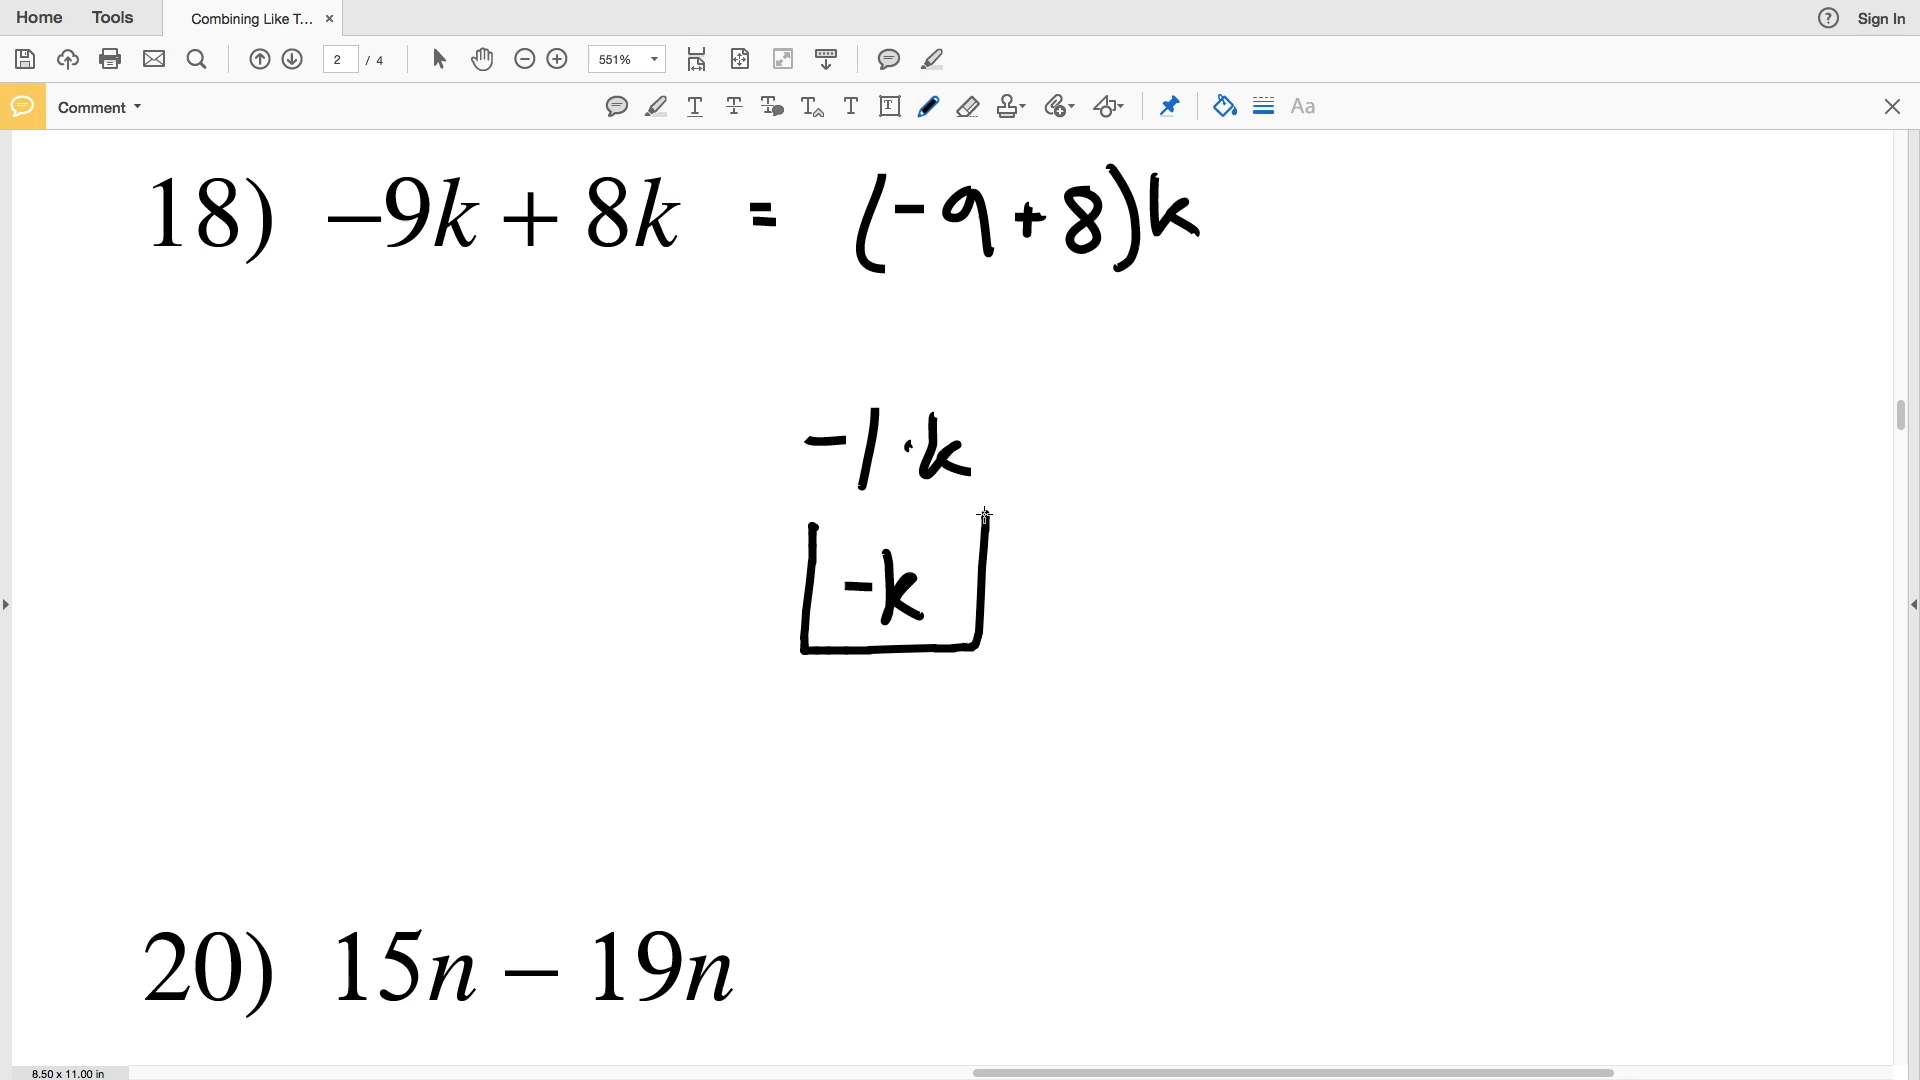 Home Tools Combining Like T... × ? Sign In
2 / 4 551%
Comment T T T T T T Aa
18) −9k + 8k = (-9+8)k
-1·k
-k
20) 15n − 19n
8.50 x 11.00 in